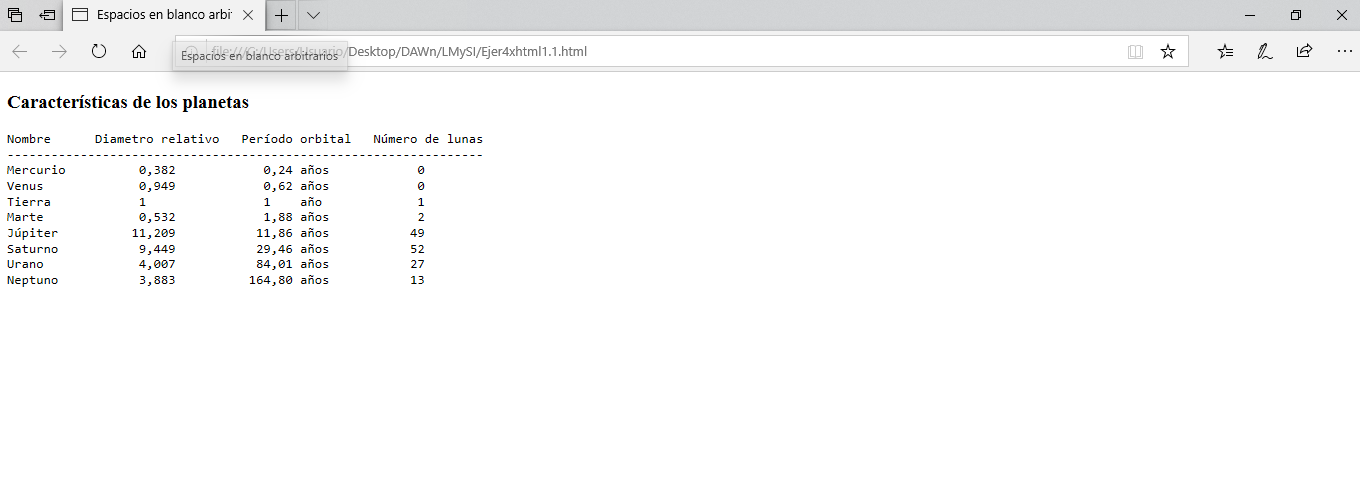 Espacios en blanco arbit
file:///C:/Users/Usuario/Desktop/DAWn/LMySI/Ejer4xhtml1.1.html
Espacios en blanco arbitrarios
Características de los planetas
Nombre      Diametro relativo   Período orbital   Número de lunas
-----------------------------------------------------------------
Mercurio          0,382            0,24 años            0
Venus             0,949            0,62 años            0
Tierra            1                1    año             1
Marte             0,532            1,88 años            2
Júpiter          11,209           11,86 años           49
Saturno           9,449           29,46 años           52
Urano             4,007           84,01 años           27
Neptuno           3,883          164,80 años           13